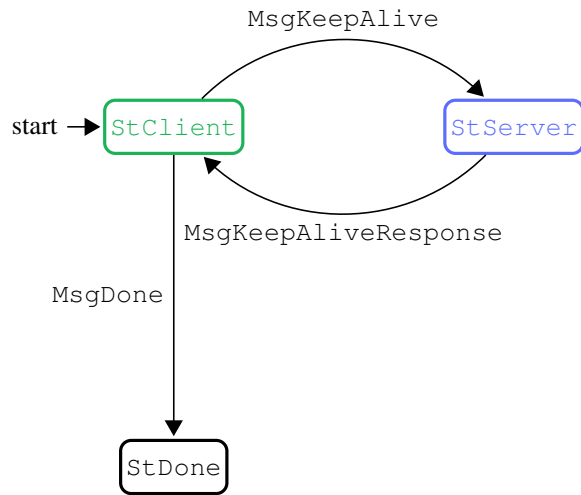 MsgKeepAlive
start
StClient
StServer
MsgKeepAliveResponse
MsgDone
StDone